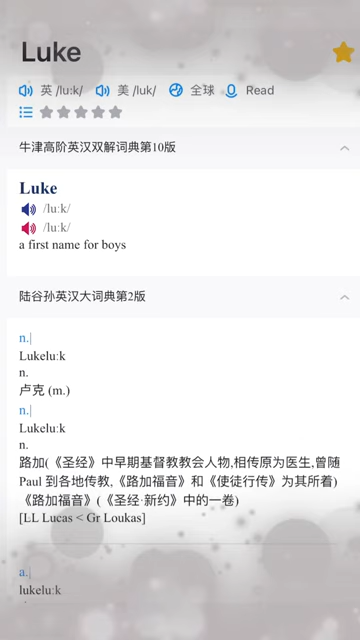 Luke
英 /luːk/ 美 /luk/ 全球 Read
牛津高阶英汉双解词典第10版
Luke
/luːk/
/luːk/
a first name for boys
陆谷孙英汉大词典第2版
n.
Lukeluːk
n.
卢克 (m.)
n.
Lukeluːk
n.
路加(《圣经》中早期基督教教会人物,相传原为医生,曾随
Paul 到各地传教,《路加福音》和《使徒行传》为其所着)
《路加福音》(《圣经·新约》中的一卷)
[LL Lucas < Gr Loukas]
a.
lukeluːk